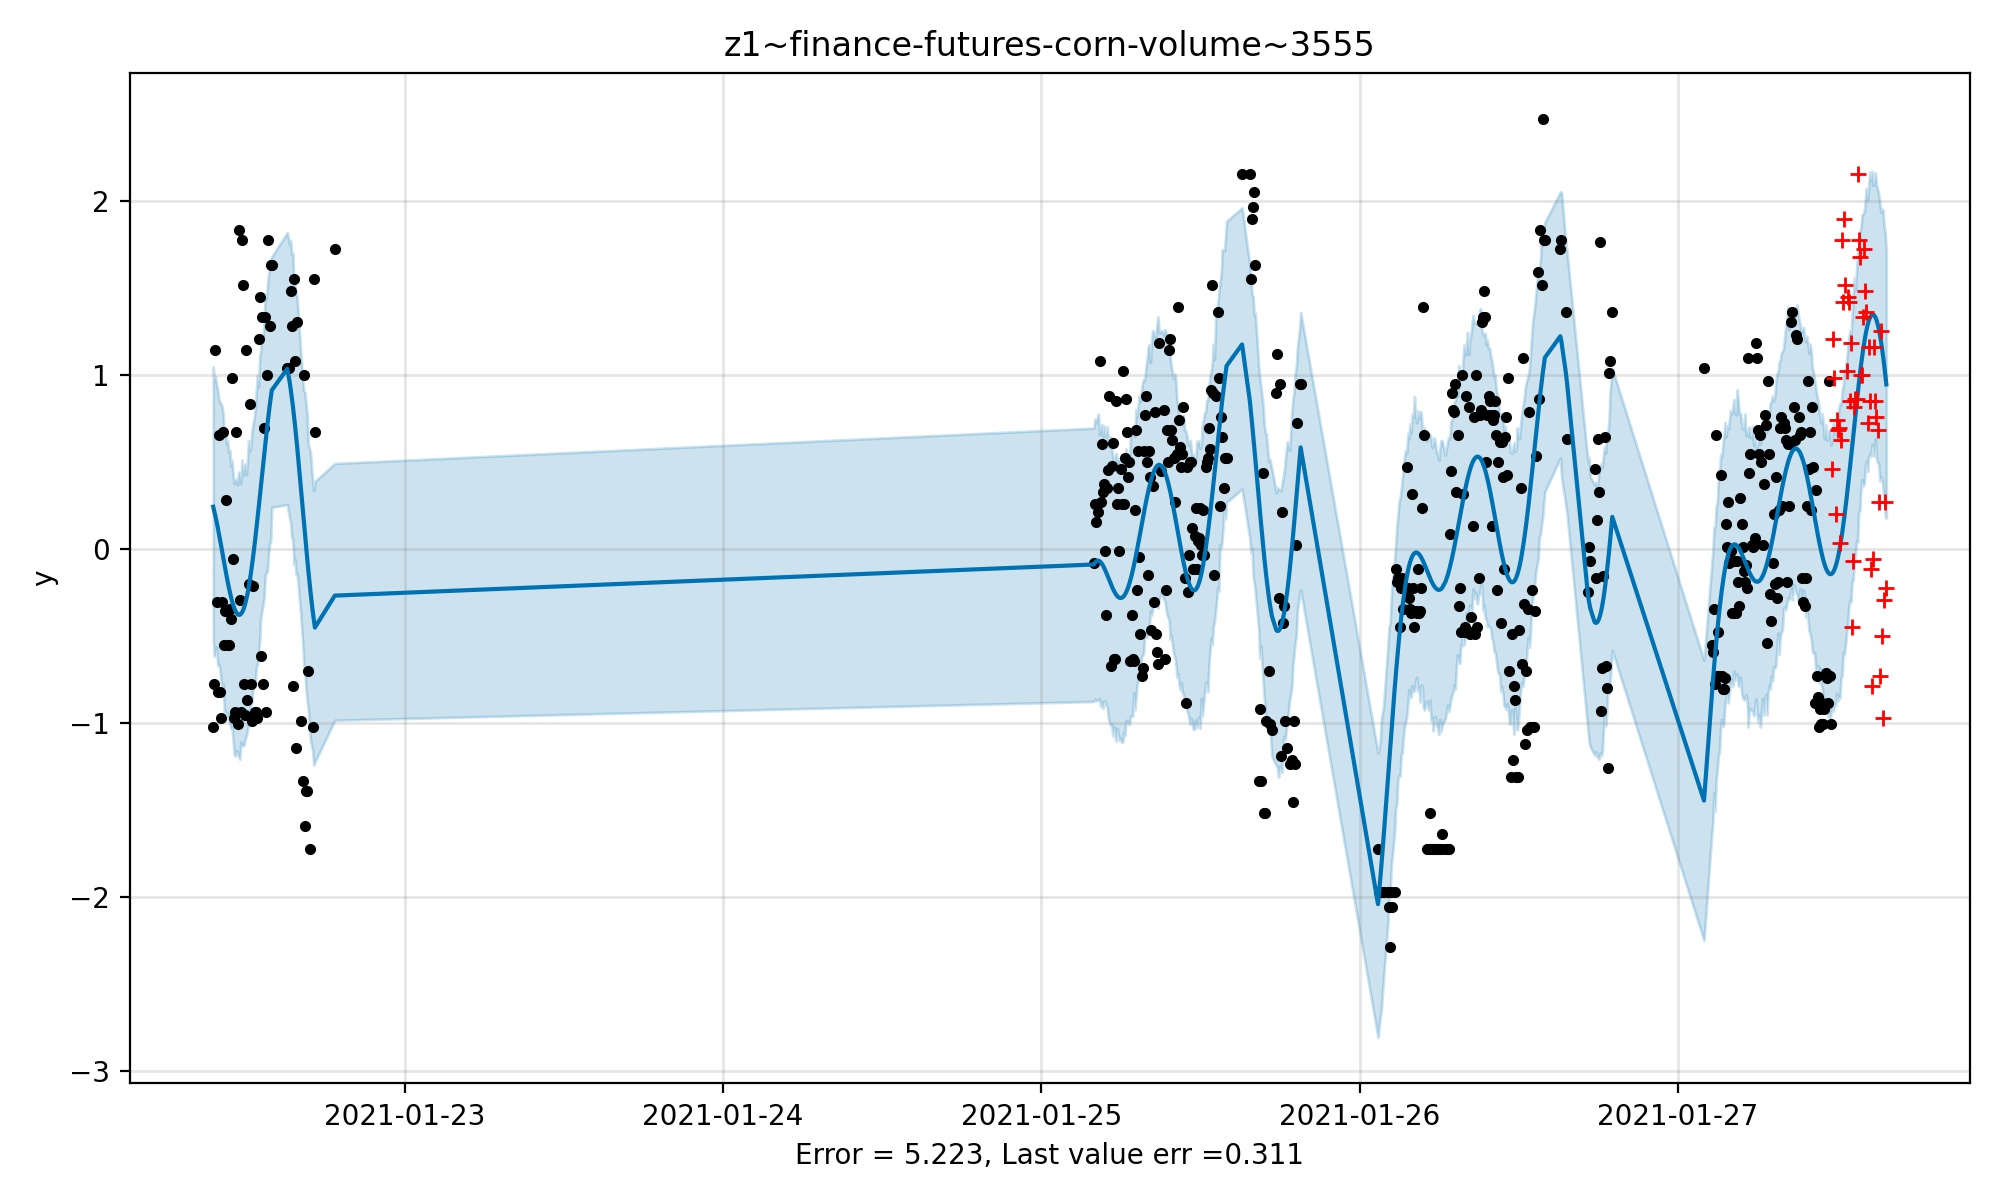 z1~finance-futures-corn-volume~3555
y
2
1
0
−1
−2
−3
2021-01-23 2021-01-24 2021-01-25 2021-01-26 2021-01-27
Error = 5.223, Last value err =0.311